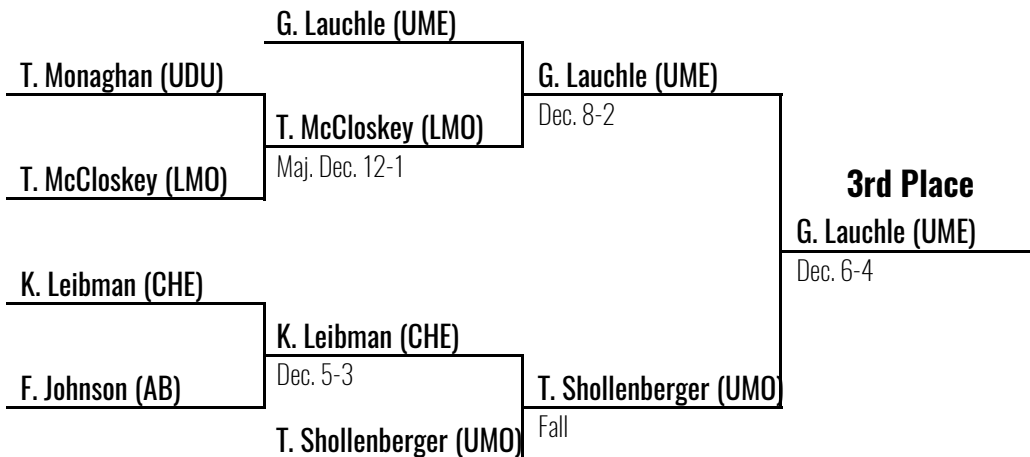 G. Lauchle (UME)
T. Monaghan (UDU)
G. Lauchle (UME)
Dec. 8-2
T. McCloskey (LMO)
Maj. Dec. 12-1
T. McCloskey (LMO)
3rd Place
G. Lauchle (UME)
Dec. 6-4
K. Leibman (CHE)
K. Leibman (CHE)
Dec. 5-3
F. Johnson (AB)
T. Shollenberger (UMO)
Fall
T. Shollenberger (UMO)